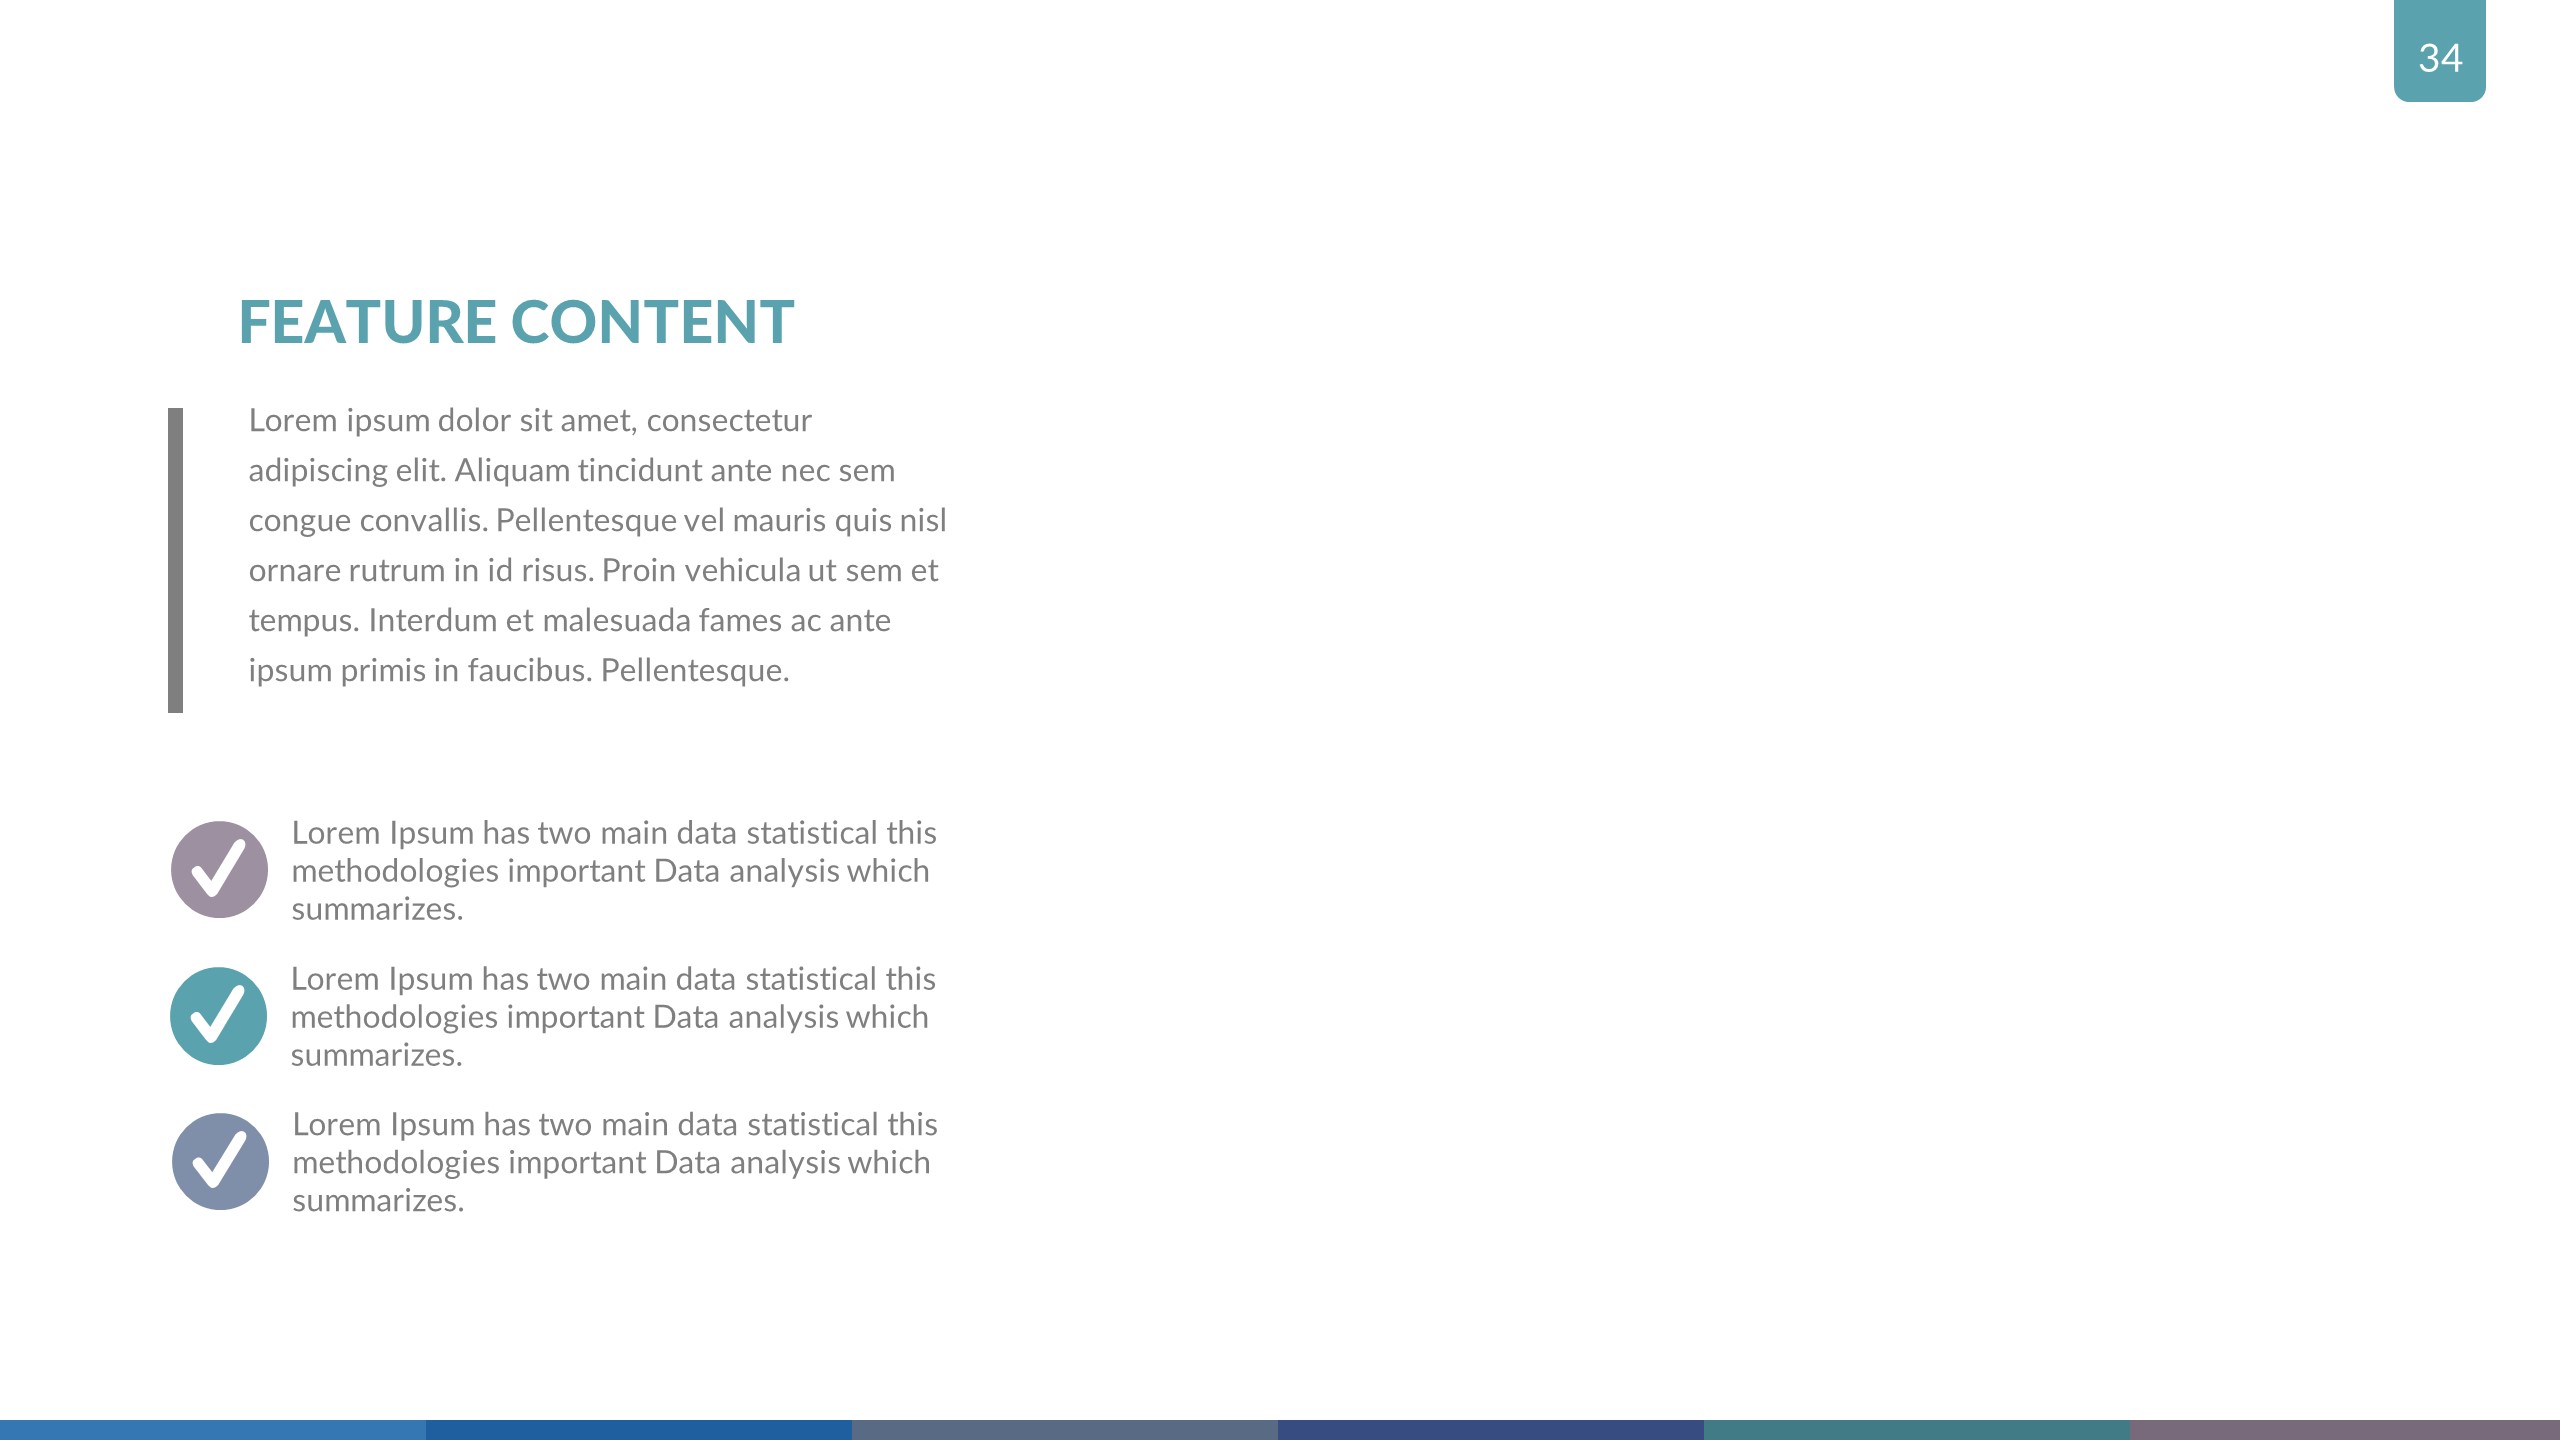 34
FEATURE CONTENT
Lorem ipsum dolor sit amet, consectetur
adipiscing elit. Aliquam tincidunt ante nec sem
congue convallis. Pellentesque vel mauris quis nisl
ornare rutrum in id risus. Proin vehicula ut sem et
tempus. Interdum et malesuada fames ac ante
ipsum primis in faucibus. Pellentesque.
Lorem Ipsum has two main data statistical this
methodologies important Data analysis which
summarizes.
Lorem Ipsum has two main data statistical this
methodologies important Data analysis which
summarizes.
Lorem Ipsum has two main data statistical this
methodologies important Data analysis which
summarizes.